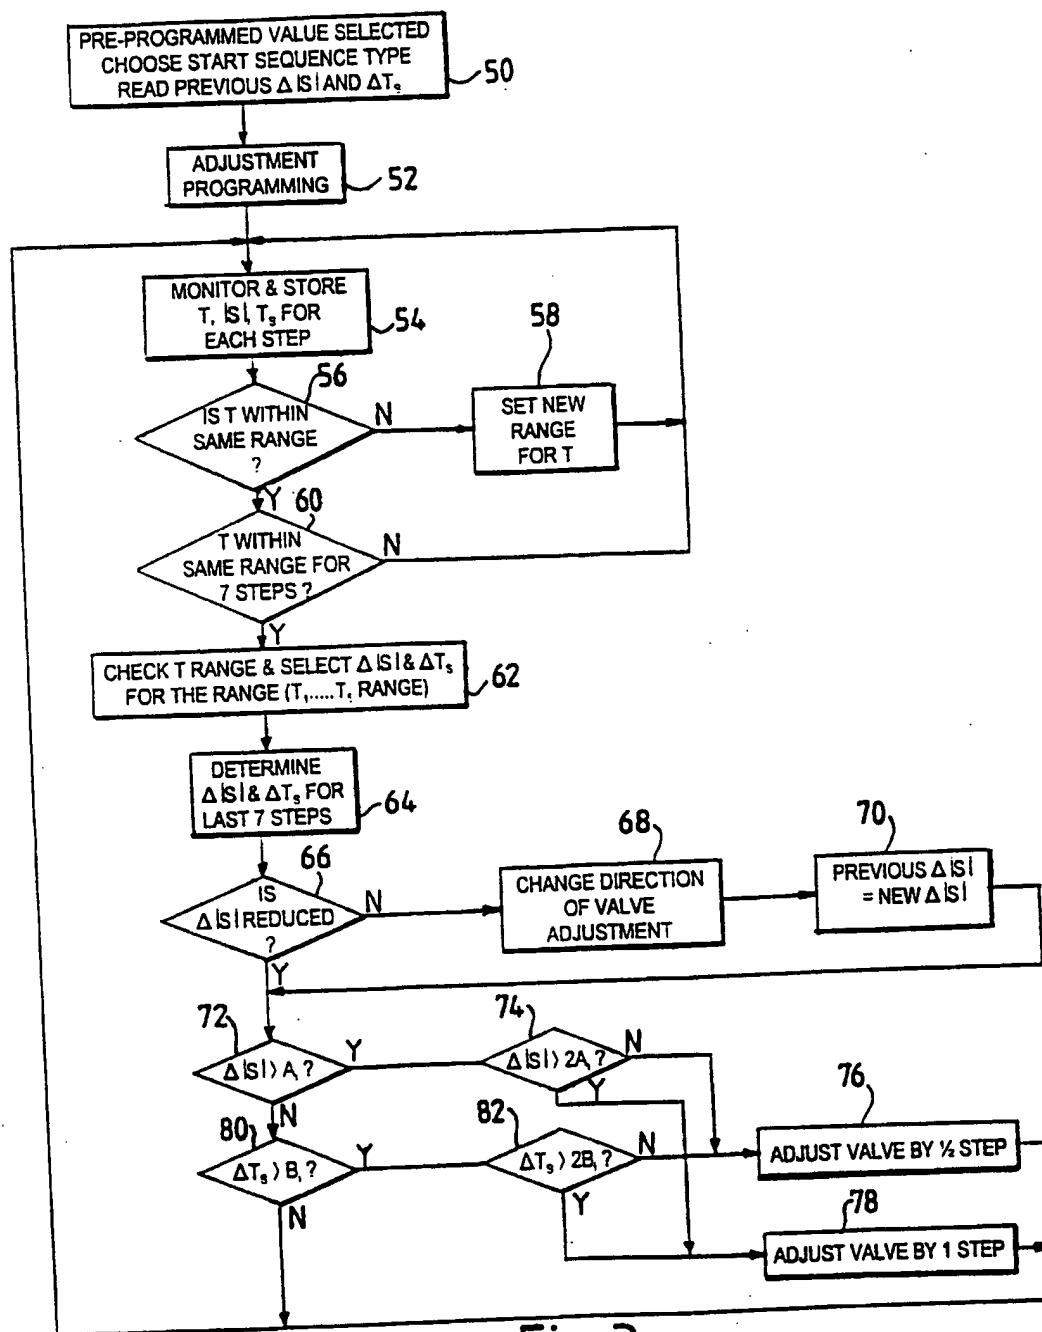 PRE-PROGRAMMED VALUE SELECTED
CHOOSE START SEQUENCE TYPE
READ PREVIOUS Δ|S| AND ΔTₛ
50
ADJUSTMENT
PROGRAMMING
52
MONITOR & STORE
T, |S|, Tₛ FOR
EACH STEP
54
56
IS T WITHIN
SAME RANGE
?
N
Y
58
SET NEW
RANGE
FOR T
60
T WITHIN
SAME RANGE FOR
7 STEPS ?
N
Y
CHECK T RANGE & SELECT Δ|S| & ΔTₛ
FOR THE RANGE (T₁.....Tₛ RANGE)
62
DETERMINE
Δ|S| & ΔTₛ FOR
LAST 7 STEPS
64
66
IS
Δ|S| REDUCED
?
N
Y
68
CHANGE DIRECTION
OF VALVE
ADJUSTMENT
70
PREVIOUS Δ|S|
= NEW Δ|S|
72
Δ|S| > A₁ ?
Y
N
74
Δ|S| > 2A₁ ?
N
Y
76
ADJUST VALVE BY ½ STEP
80
ΔTₛ > B₁ ?
Y
N
82
ΔTₛ > 2B₁ ?
N
Y
78
ADJUST VALVE BY 1 STEP